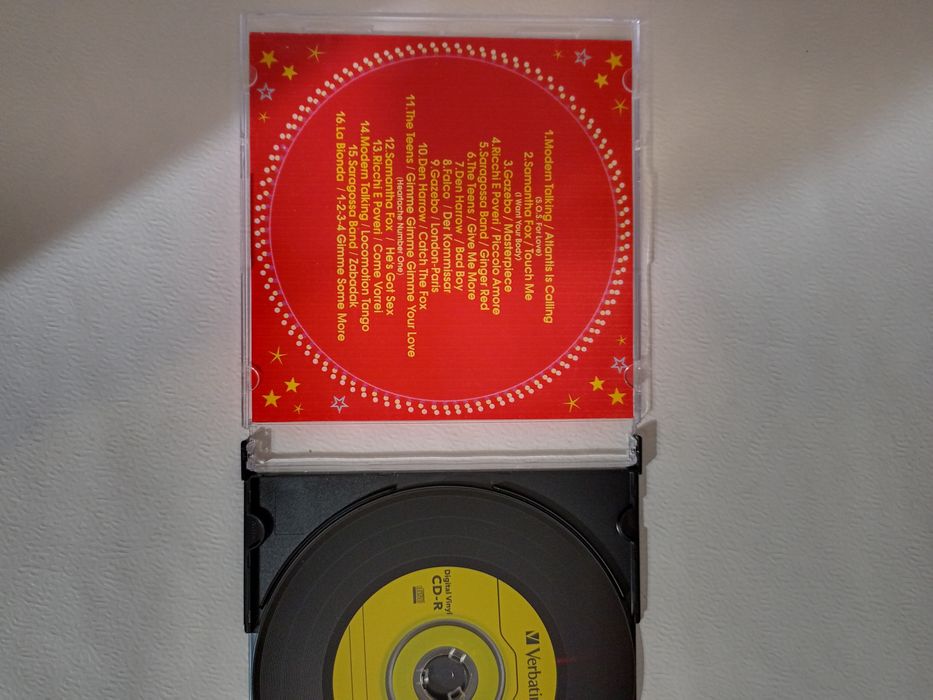 1.Modern Talking / Atlantis Is Calling
(S.O.S. For Love)
2.Samantha Fox / Touch Me
(I Want Your Body)
3.Gazebo / Masterpiece
4.Ricchi E Poveri / Piccolo Amore
5.Saragossa Band / Ginger Red
6.The Teens / Give Me More
7.Den Harrow / Bad Boy
8.Falco / Der Kommissar
9.Gazebo / London-Paris
10.Den Harrow / Catch The Fox
11.The Teens / Gimme Gimme Gimme Your Love
(Heartache Number One)
12.Samantha Fox / He's Got Sex
13.Ricchi E Poveri / Come Vorrei
14.Modern Talking / Locomotion Tango
15.Saragossa Band / Zabadak
16.La Bionda / 1-2-3-4 Gimme Some More
Verbati
Digital Vinyl
CD-R